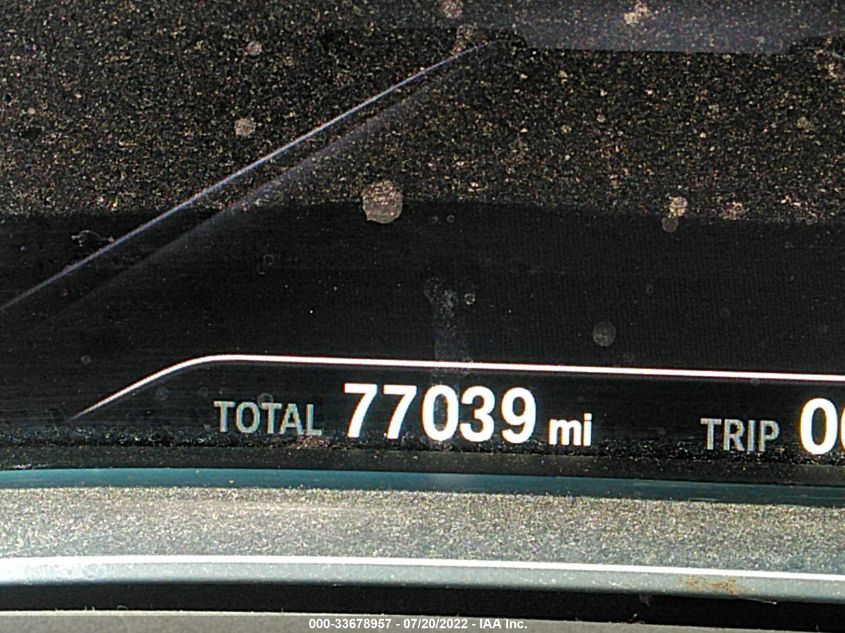 TOTAL 77039 mi TRIP
000-33678957 - 07/20/2022 - IAA Inc.